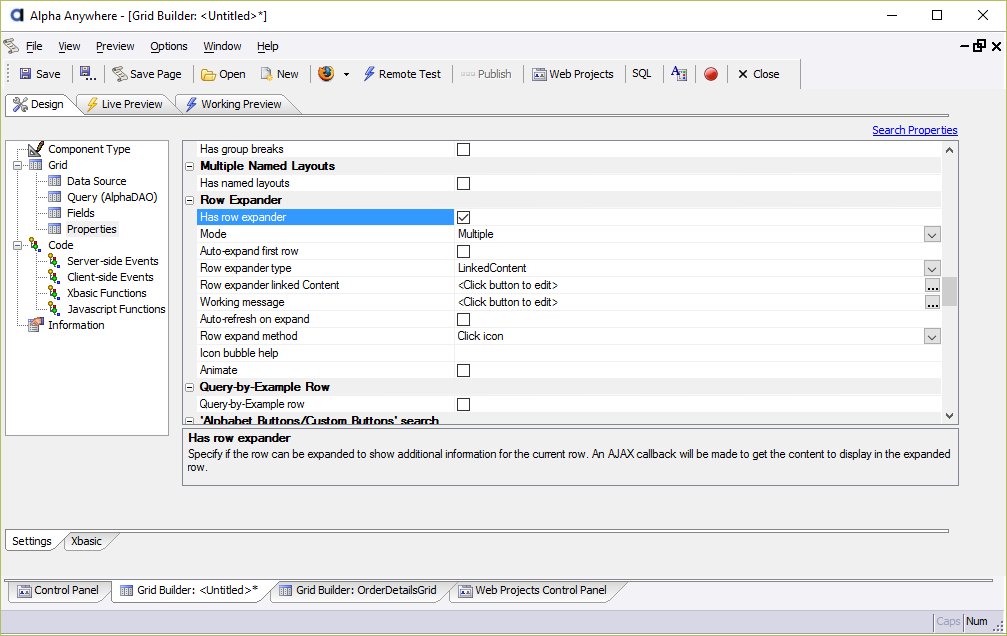 Alpha Anywhere - [Grid Builder: <Untitled>*]
File View Preview Options Window Help
Save Save Page Open New Remote Test Publish Web Projects SQL Close
Design Live Preview Working Preview
Search Properties
Component Type
Grid
Data Source
Query (AlphaDAO)
Fields
Properties
Code
Server-side Events
Client-side Events
Xbasic Functions
Javascript Functions
Information
Has group breaks
Multiple Named Layouts
Has named layouts
Row Expander
Has row expander
Mode Multiple
Auto-expand first row
Row expander type LinkedContent
Row expander linked Content <Click button to edit> ...
Working message <Click button to edit> ...
Auto-refresh on expand
Row expand method Click icon
Icon bubble help
Animate
Query-by-Example Row
Query-by-Example row
'Alphabet Buttons/Custom Buttons' search
Has row expander
Specify if the row can be expanded to show additional information for the current row. An AJAX callback will be made to get the content to display in the expanded
row.
Settings Xbasic
Control Panel Grid Builder: <Untitled>* Grid Builder: OrderDetailsGrid Web Projects Control Panel
Caps Num